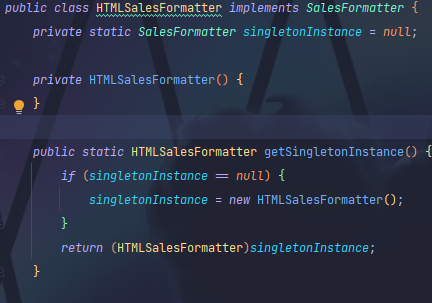 public class HTMLSalesFormatter implements SalesFormatter {
private static SalesFormatter singletonInstance = null;
private HTMLSalesFormatter() {
}
public static HTMLSalesFormatter getSingletonInstance() {
if (singletonInstance == null) {
singletonInstance = new HTMLSalesFormatter();
}
return (HTMLSalesFormatter)singletonInstance;
}